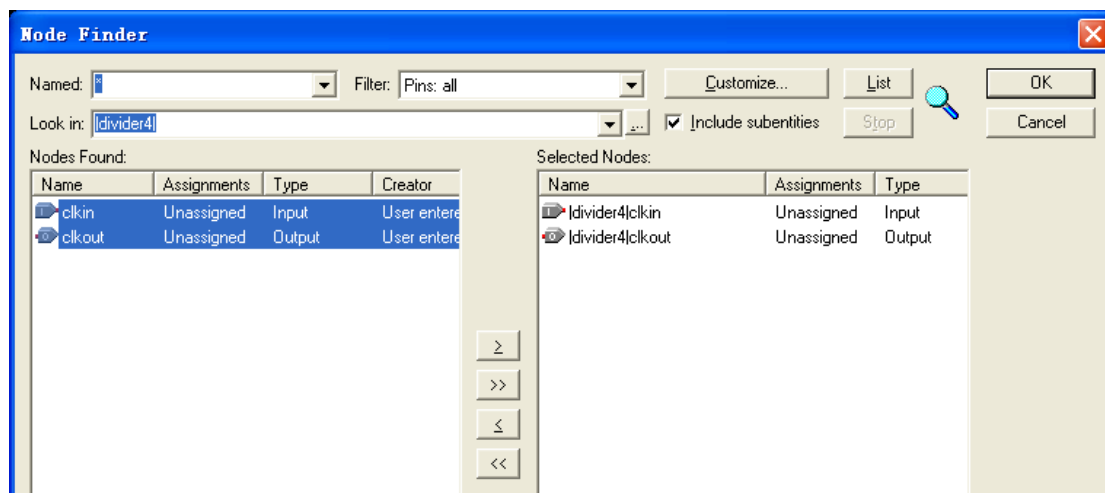 Node Finder
Named: * Filter: Pins: all Customize... List OK
Look in: |divider4| ... Include subentities Stop Cancel
Nodes Found: Selected Nodes:
Name Assignments Type Creator Name Assignments Type
clkin Unassigned Input User entere |divider4|clkin Unassigned Input
clkout Unassigned Output User entere |divider4|clkout Unassigned Output
>
>>
<
<<